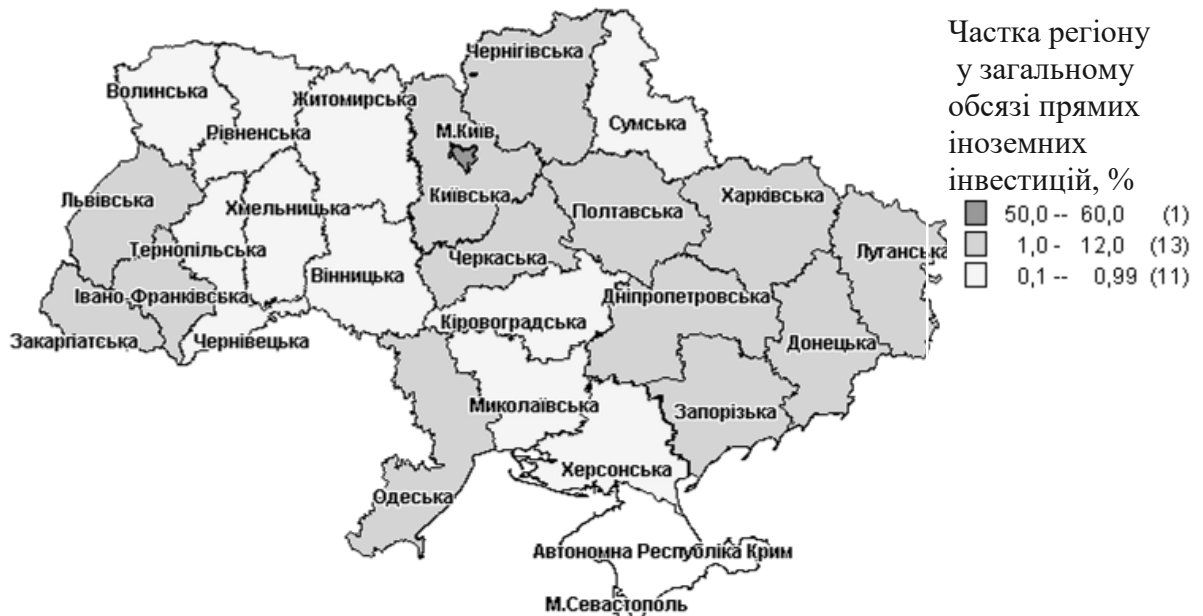 Частка регіону
у загальному
обсязі прямих
іноземних
інвестицій, %
50,0 -- 60,0 (1)
1,0 - 12,0 (13)
0,1 -- 0,99 (11)
Чернігівська
Волинська
Житомирська
Рівненська
Сумська
М.Київ
Львівська
Київська
Хмельницька
Полтавська
Харківська
Тернопільська
Луганська
Вінницька
Черкаська
Івано-Франківська
Дніпропетровська
Кіровоградська
Закарпатська
Чернівецька
Донецька
Миколаївська
Запорізька
Херсонська
Одеська
Автономна Республіка Крим
М.Севастополь